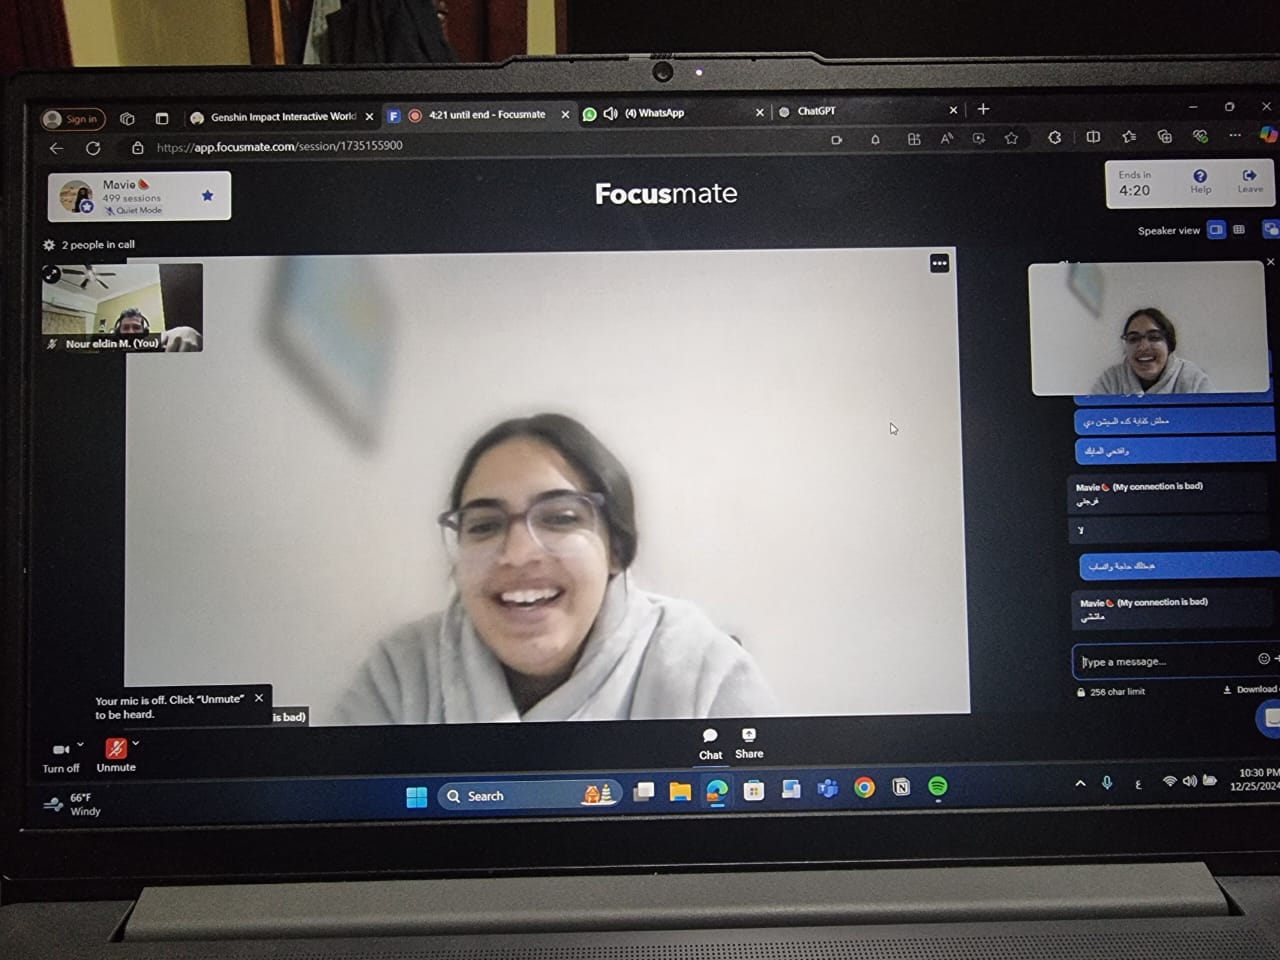 Sign in
Genshin Impact Interactive World
4:21 until end - Focusmate
(4) WhatsApp
ChatGPT
https://app.focusmate.com/session/1735155900
Mavie
499 sessions
Quiet Mode
Focusmate
Ends in
4:20
Help
Leave
Speaker view
2 people in call
Nour eldin M. (You)
معلش كفاية كده السيشن دي
وافتحي المايك
Mavie (My connection is bad)
فرجني
لا
هبعتلك حاجة واتساب
Mavie (My connection is bad)
ماتشي
Type a message...
256 char limit
Download
Your mic is off. Click "Unmute"
to be heard.
is bad)
Turn off
Unmute
Chat
Share
66°F
Windy
Search
ع
10:30 PM
12/25/2024